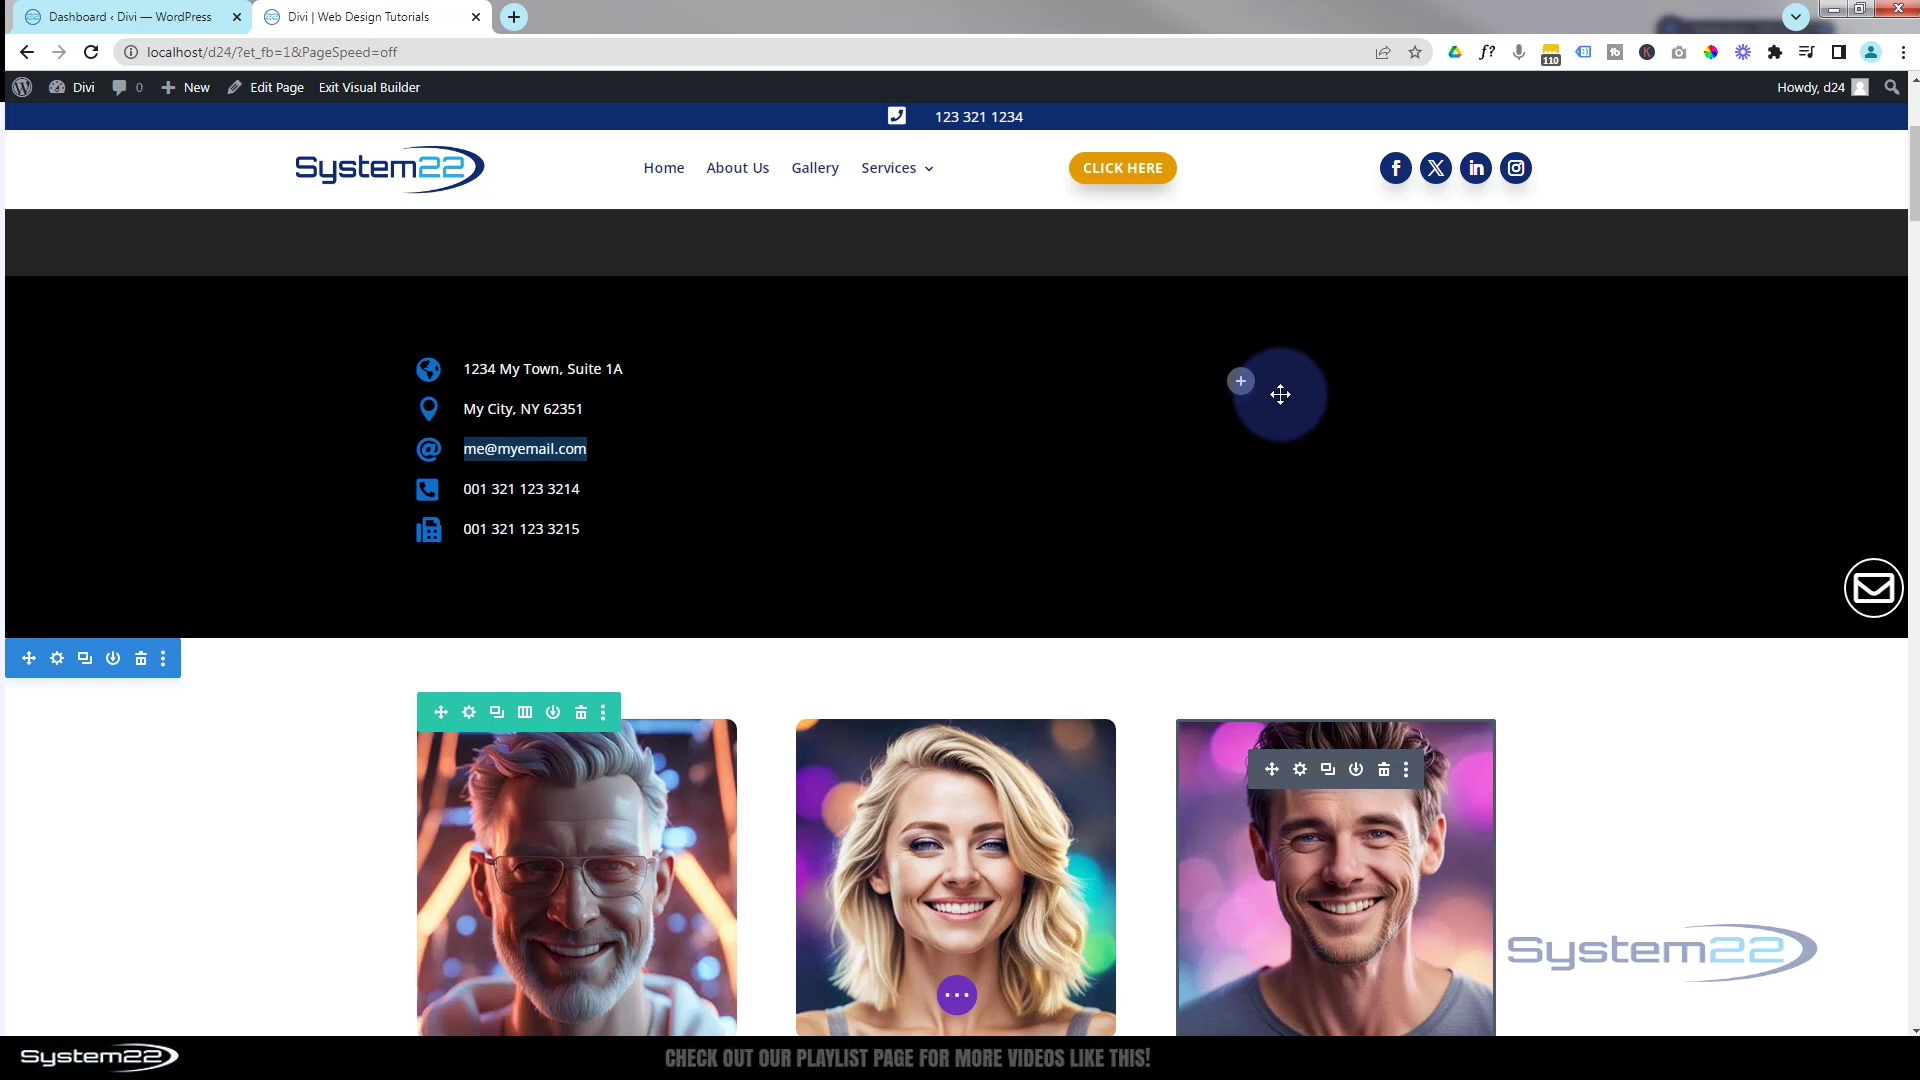 Dashboard ‹ Divi — WordPress
Divi | Web Design Tutorials
localhost/d24/?et_fb=1&PageSpeed=off
110
Divi
0
New
Edit Page
Exit Visual Builder
Howdy, d24
123 321 1234
System22
Home
About Us
Gallery
Services
CLICK HERE
1234 My Town, Suite 1A
My City, NY 62351
me@myemail.com
001 321 123 3214
001 321 123 3215
System22
System22
CHECK OUT OUR PLAYLIST PAGE FOR MORE VIDEOS LIKE THIS!